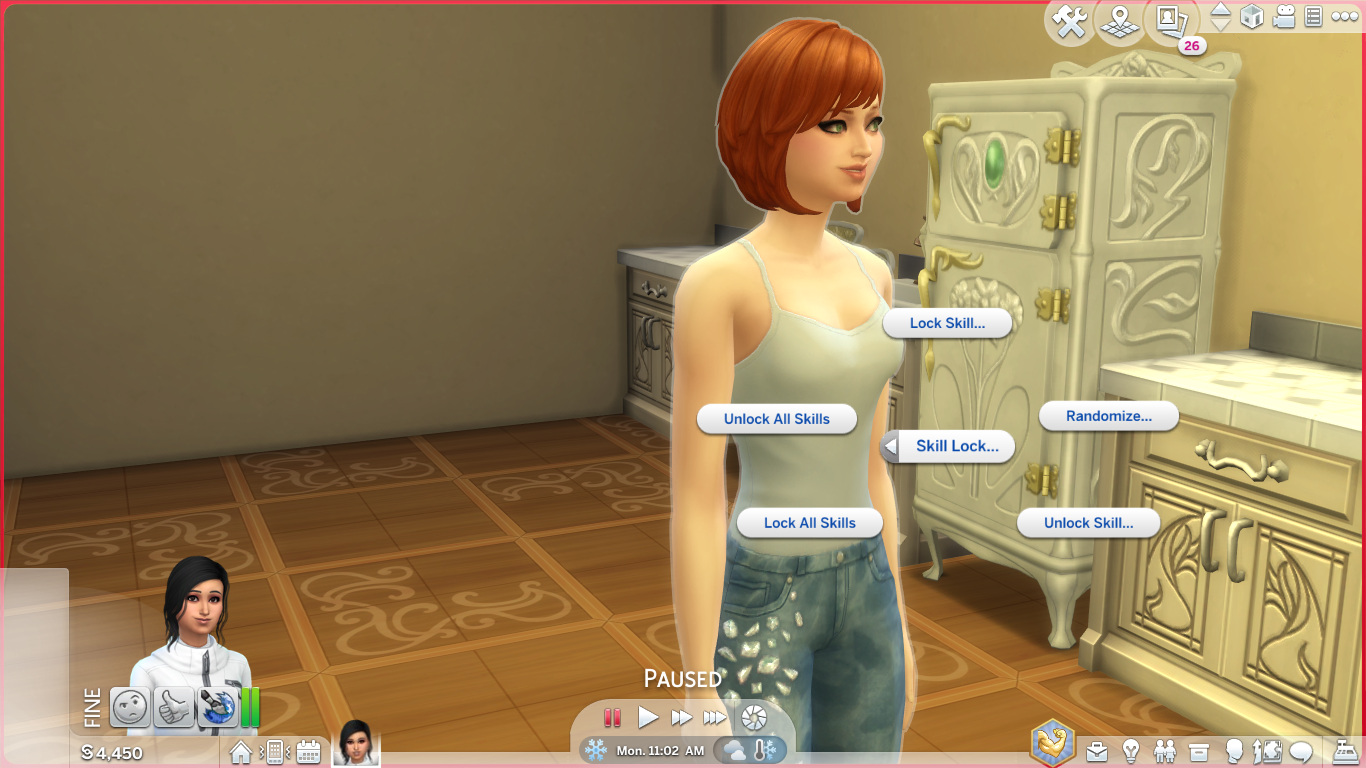 26
Lock Skill...
Unlock All Skills
Randomize...
Skill Lock...
Lock All Skills
Unlock Skill...
PAUSED
FINE
§4,450
Mon. 11:02 AM